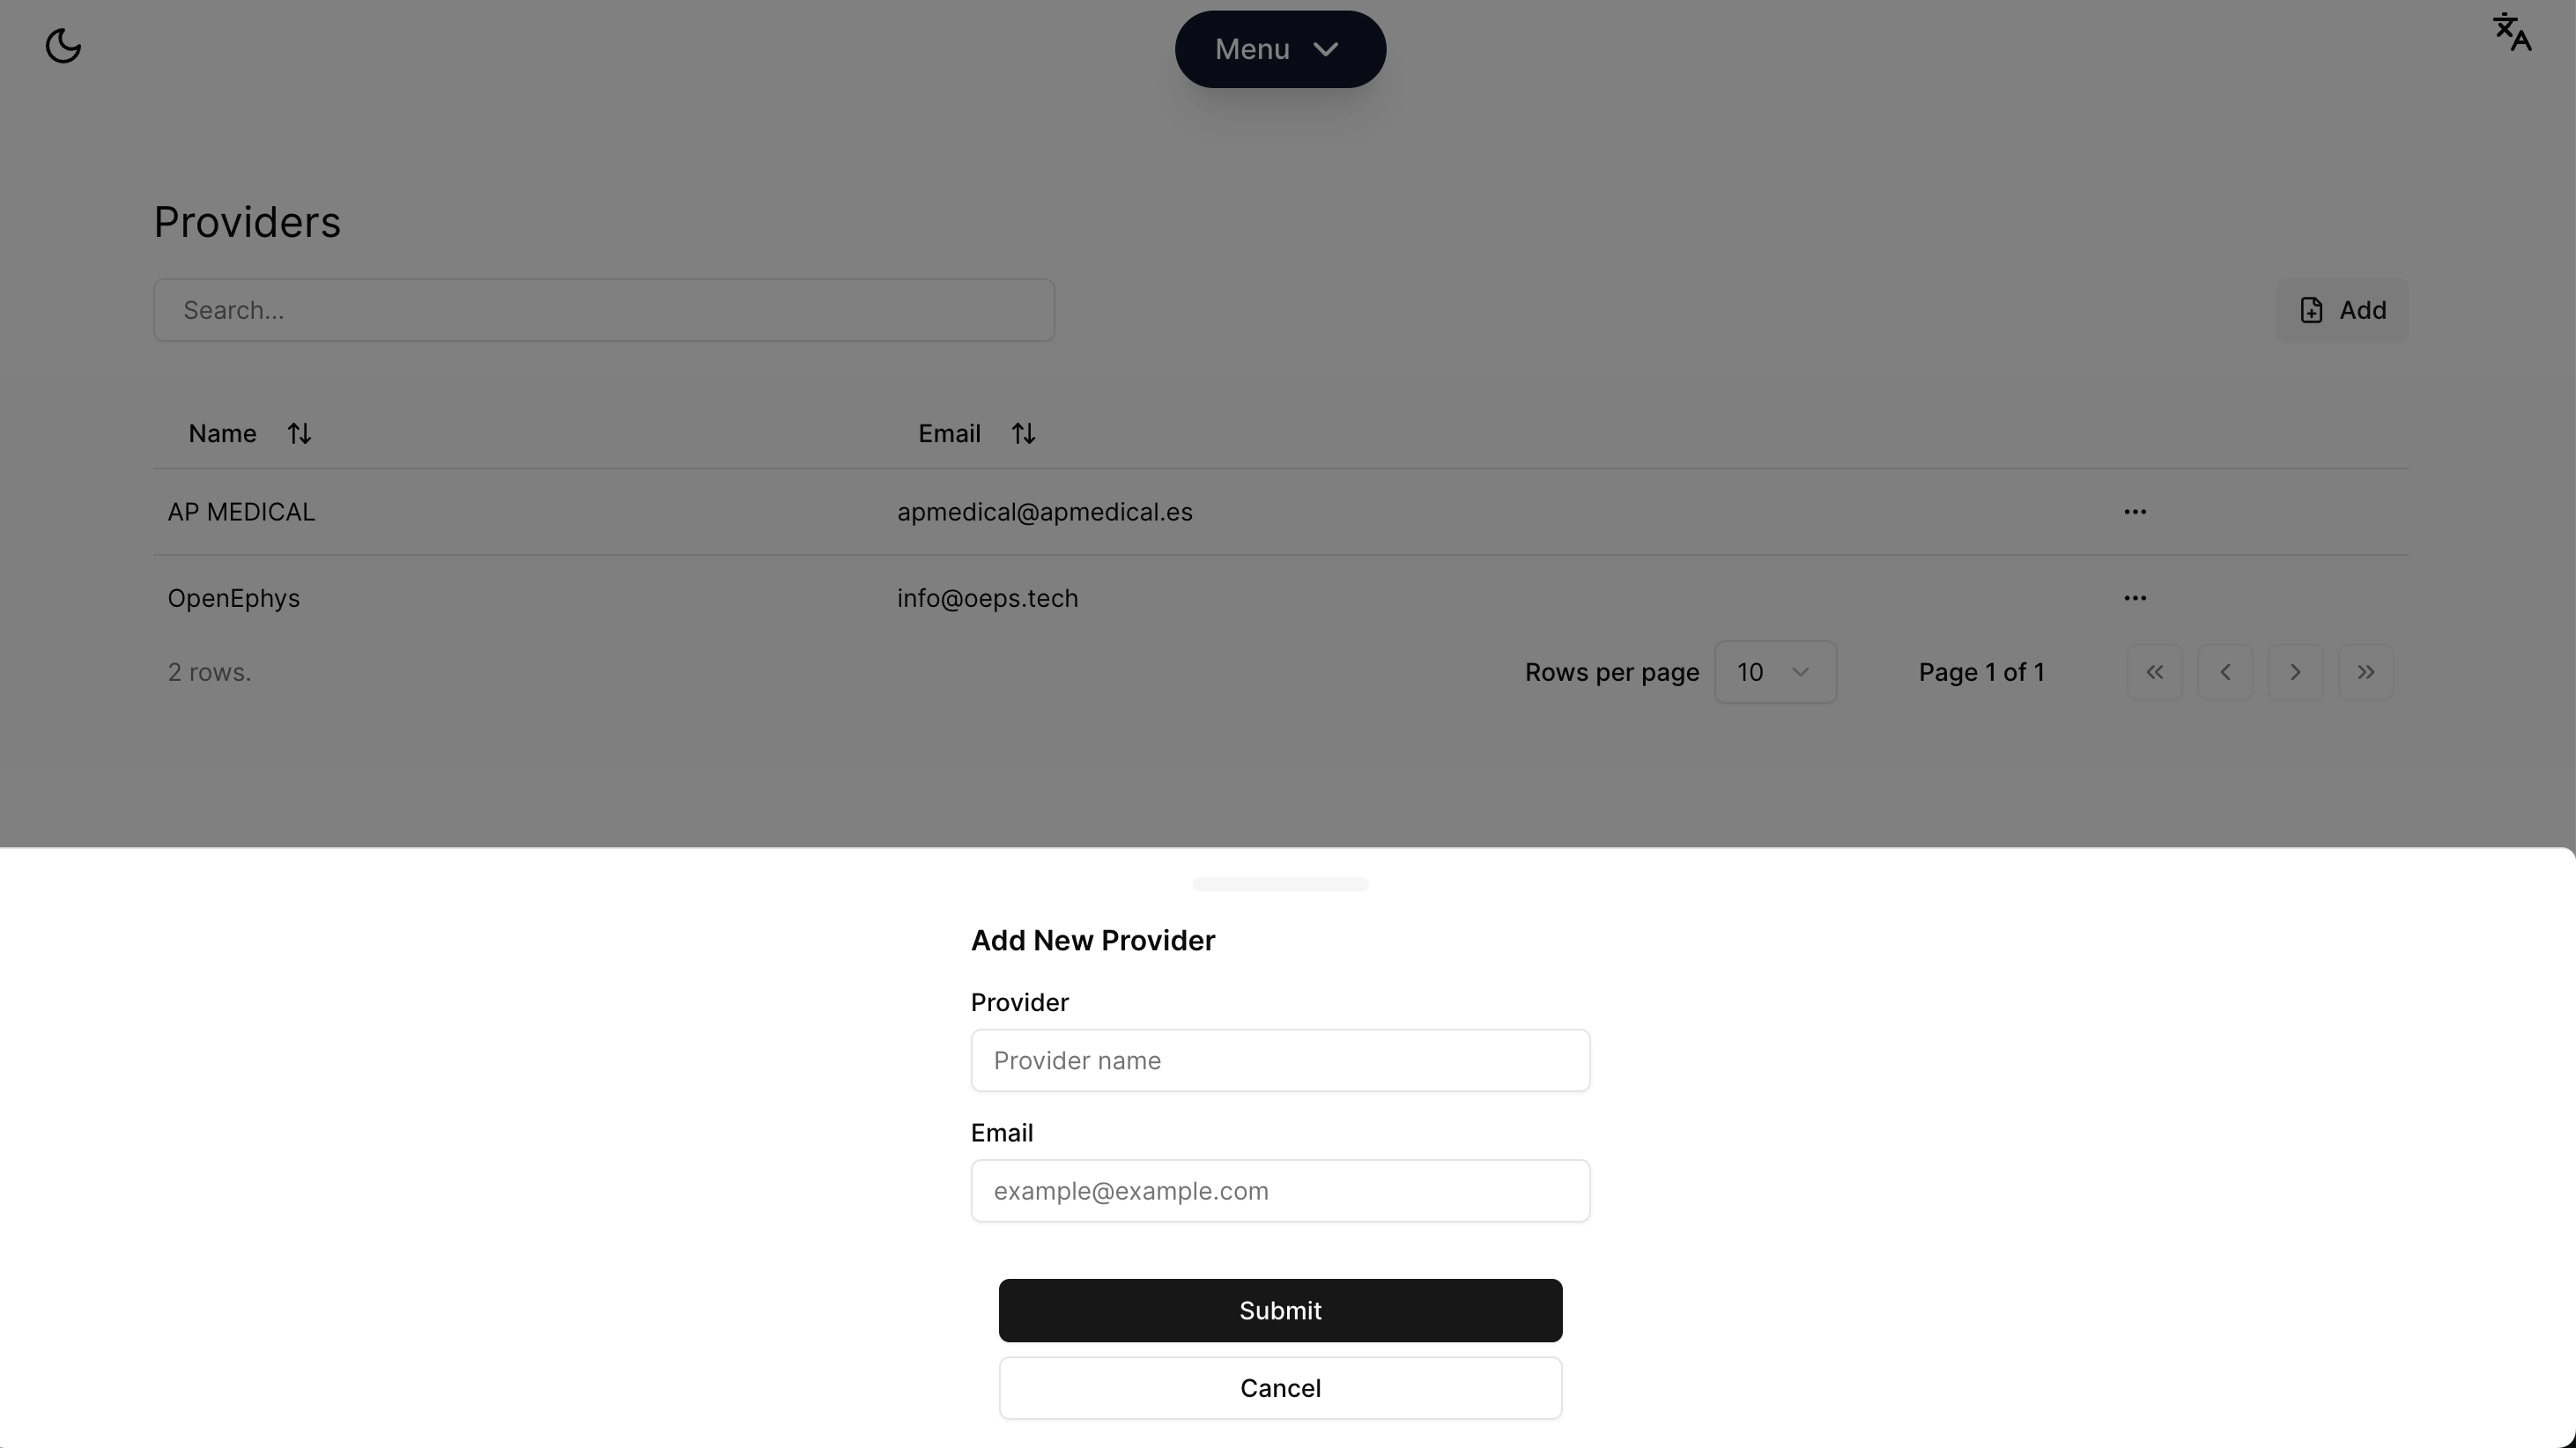 Menu
Providers
Search...
Add
Name Email
AP MEDICAL apmedical@apmedical.es
OpenEphys info@oeps.tech
2 rows. Rows per page 10 Page 1 of 1
Add New Provider
Provider
Provider name
Email
example@example.com
Submit
Cancel